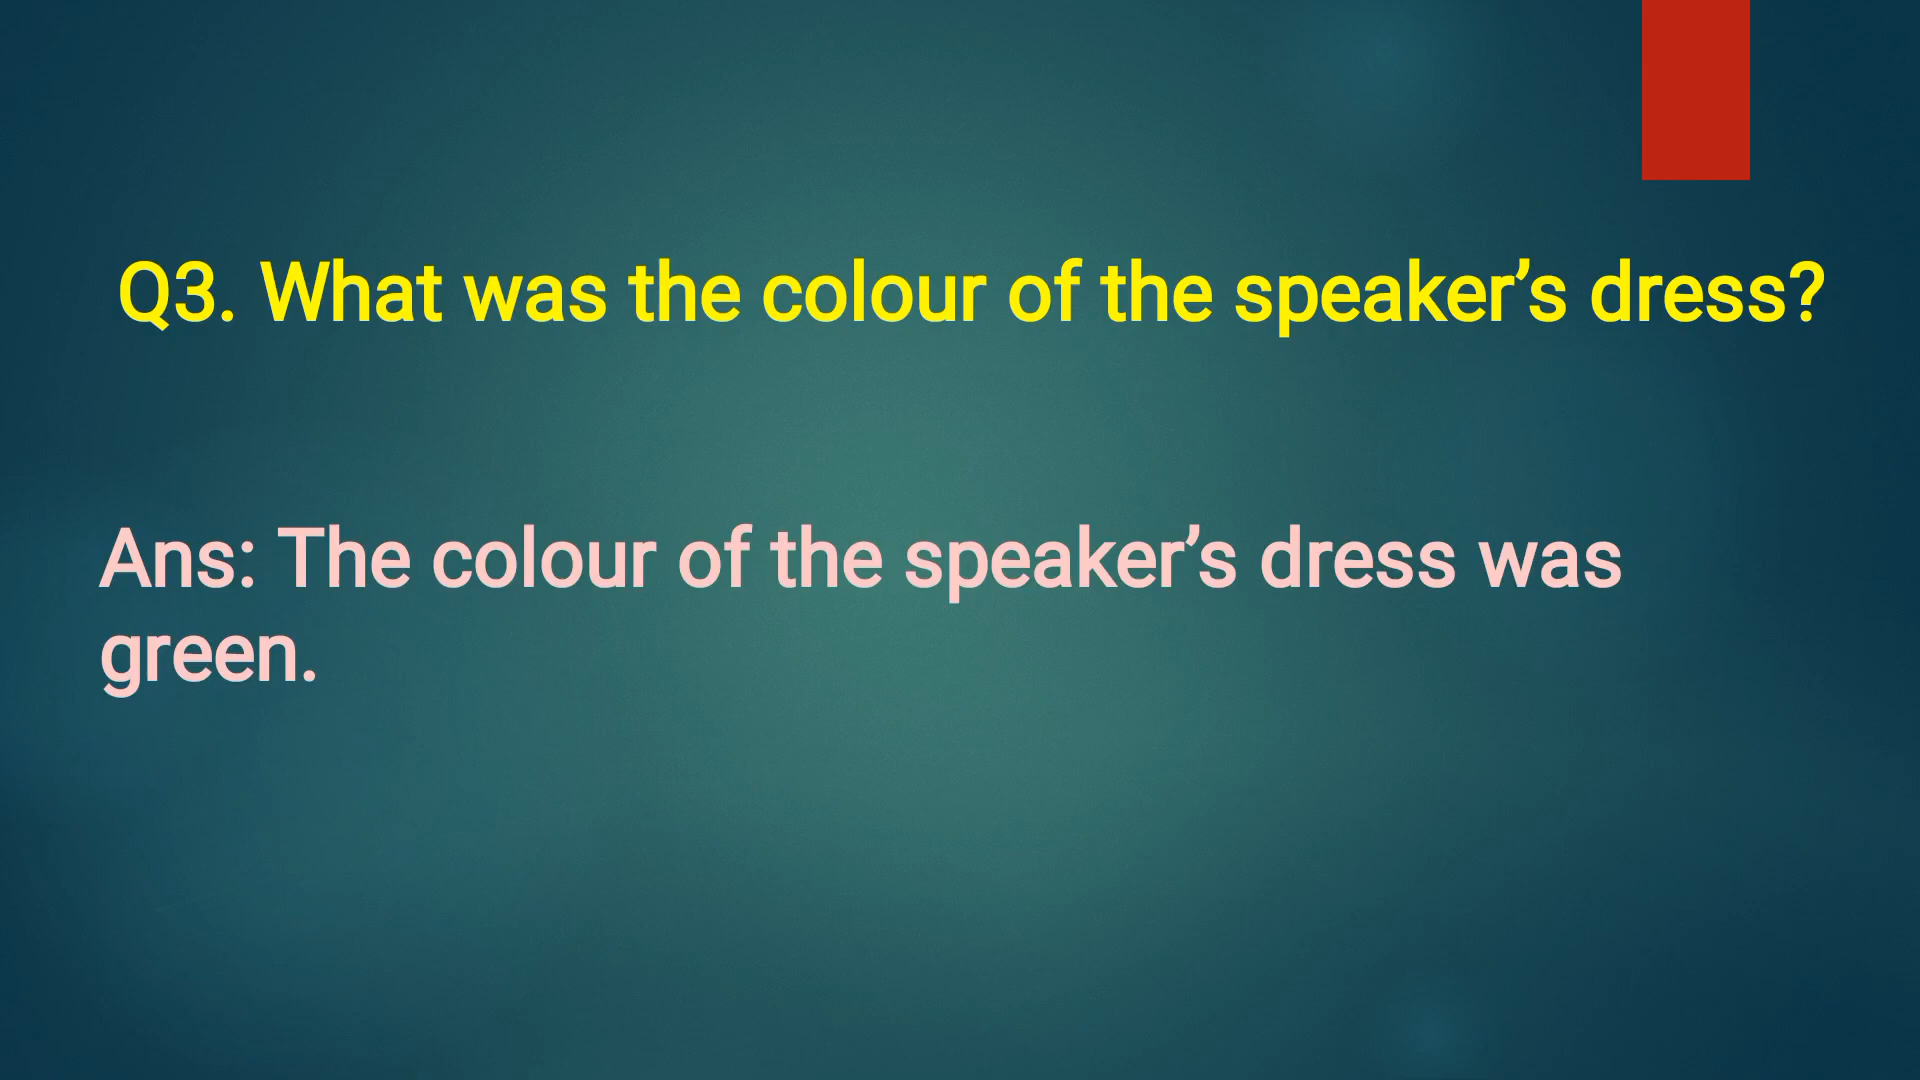 Q3. What was the colour of the speaker’s dress?
Ans: The colour of the speaker’s dress was
green.